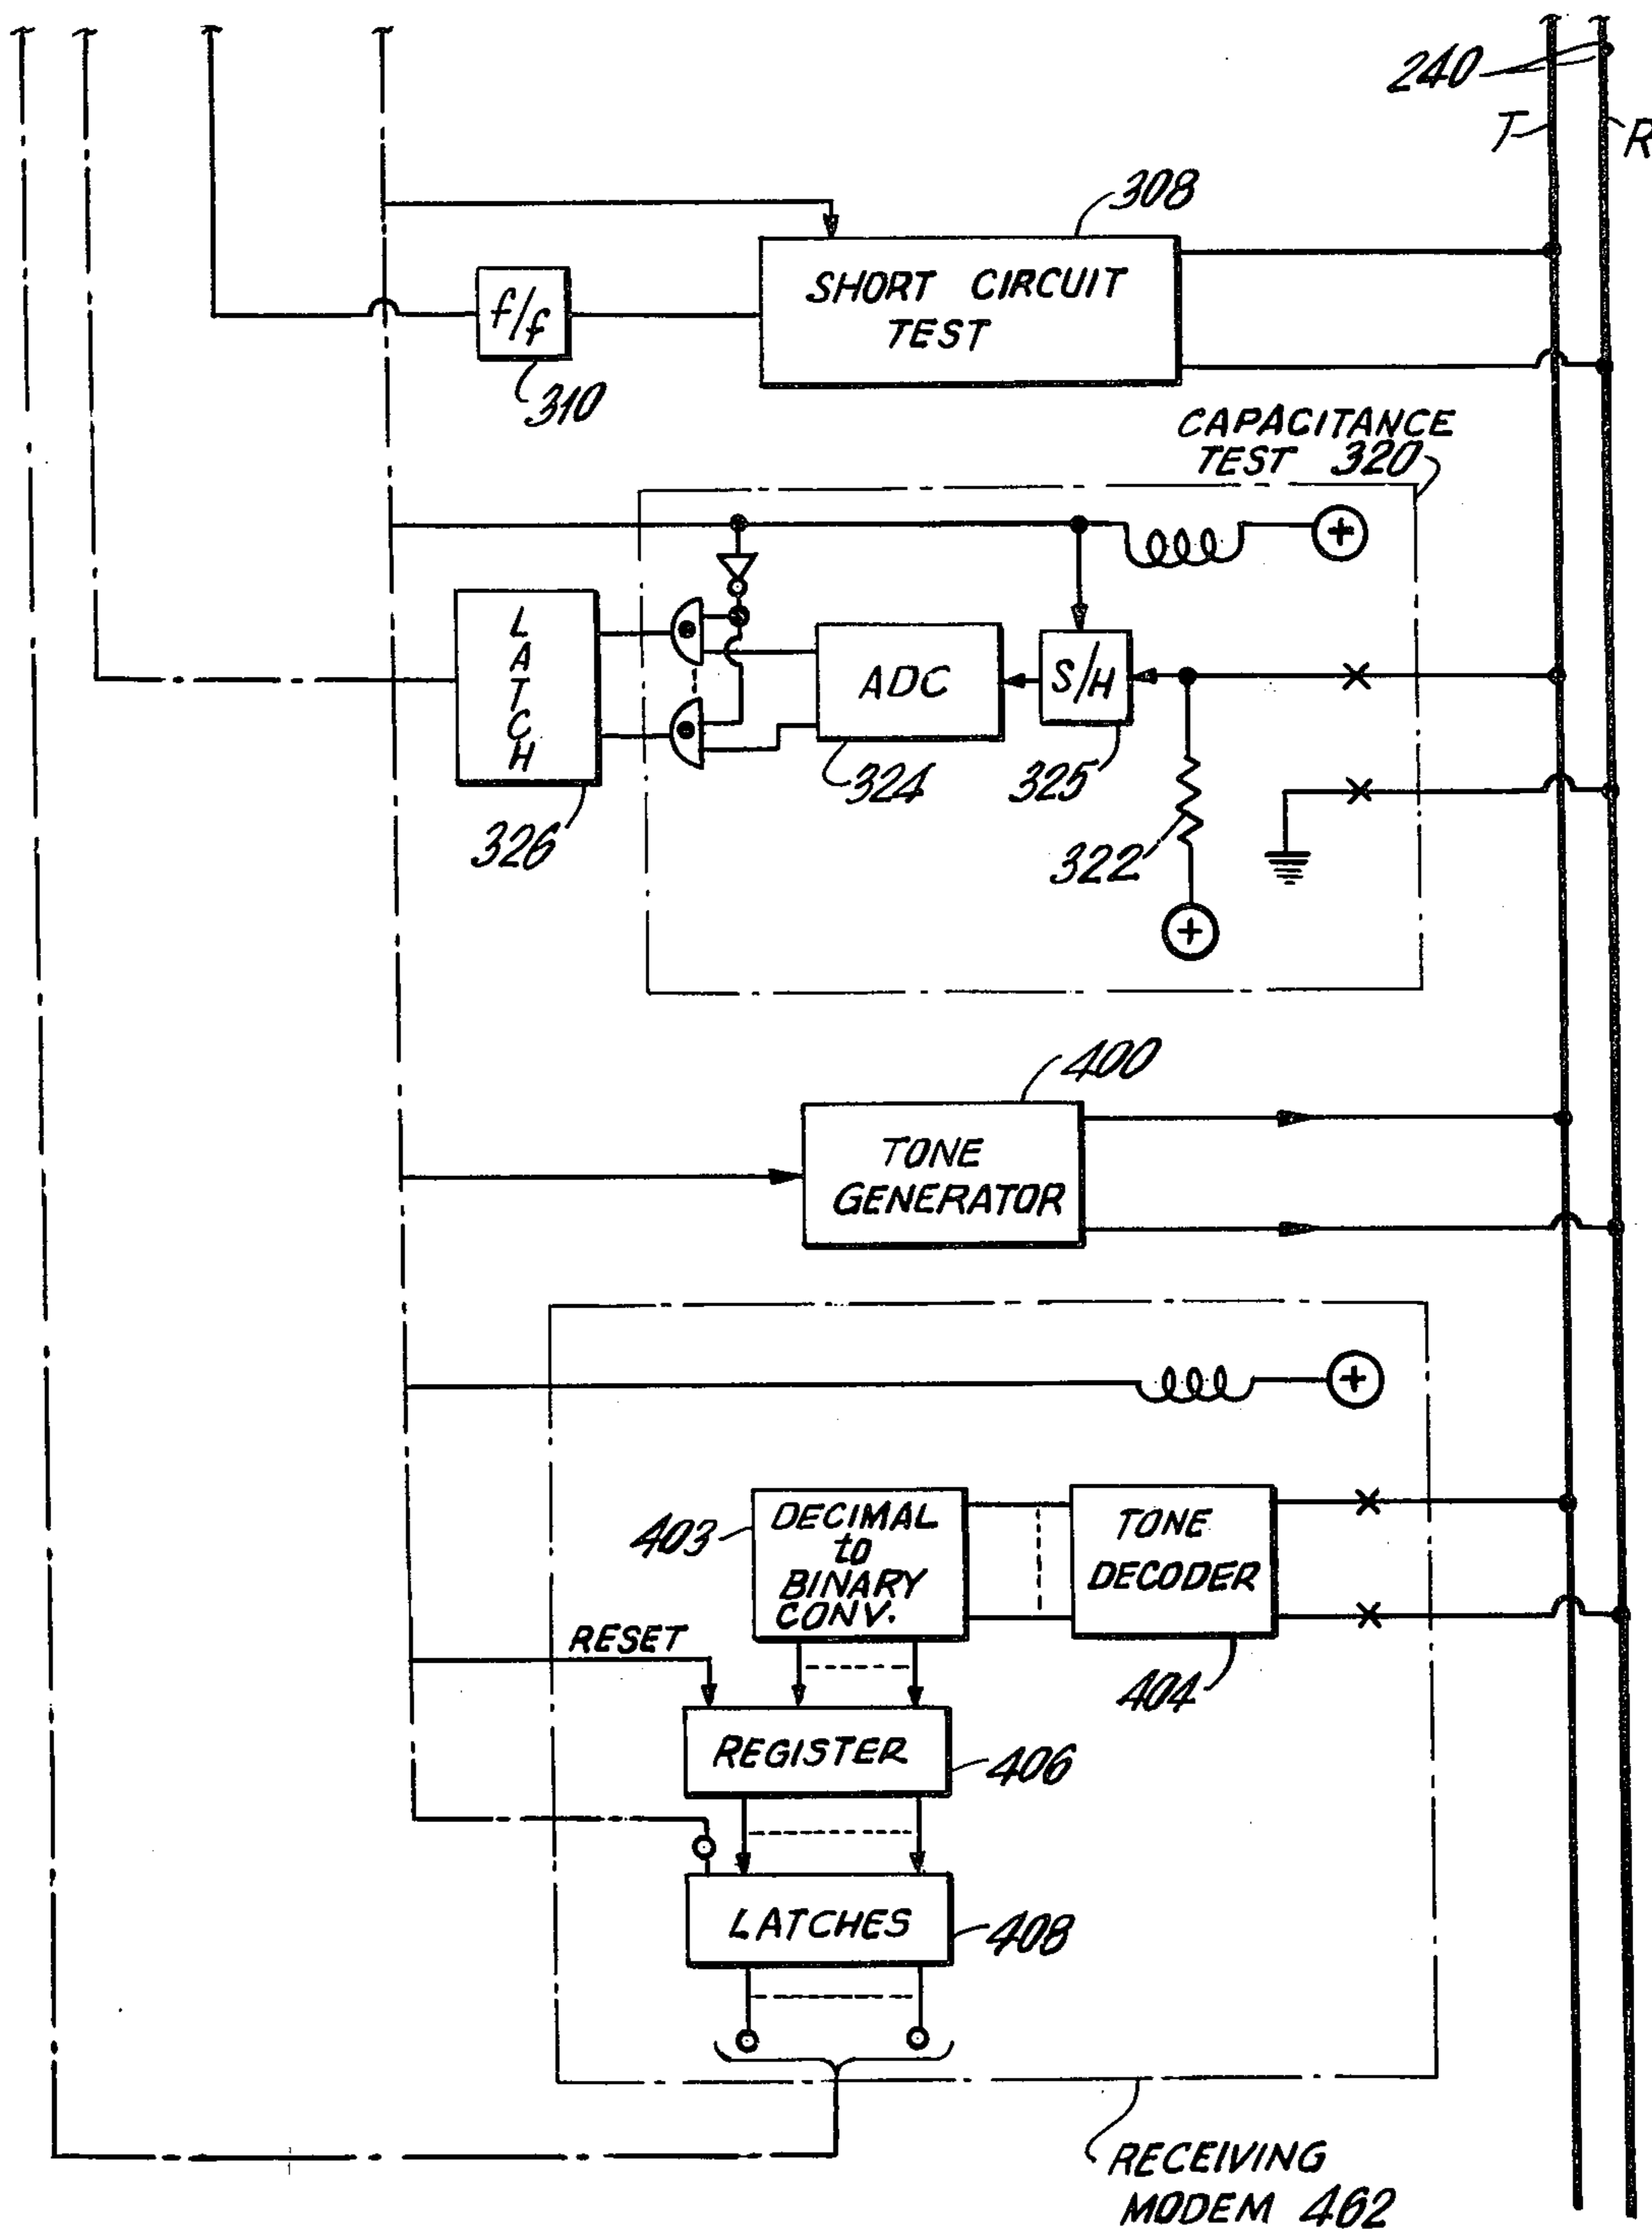 240
T
R
308
SHORT CIRCUIT
TEST
f/f
310
CAPACITANCE
TEST 320
+
LATCH
ADC
S/H
326
324
325
322
+
400
TONE
GENERATOR
+
403
DECIMAL
to
BINARY
CONV.
TONE
DECODER
RESET
404
REGISTER
406
LATCHES
408
RECEIVING
MODEM 462